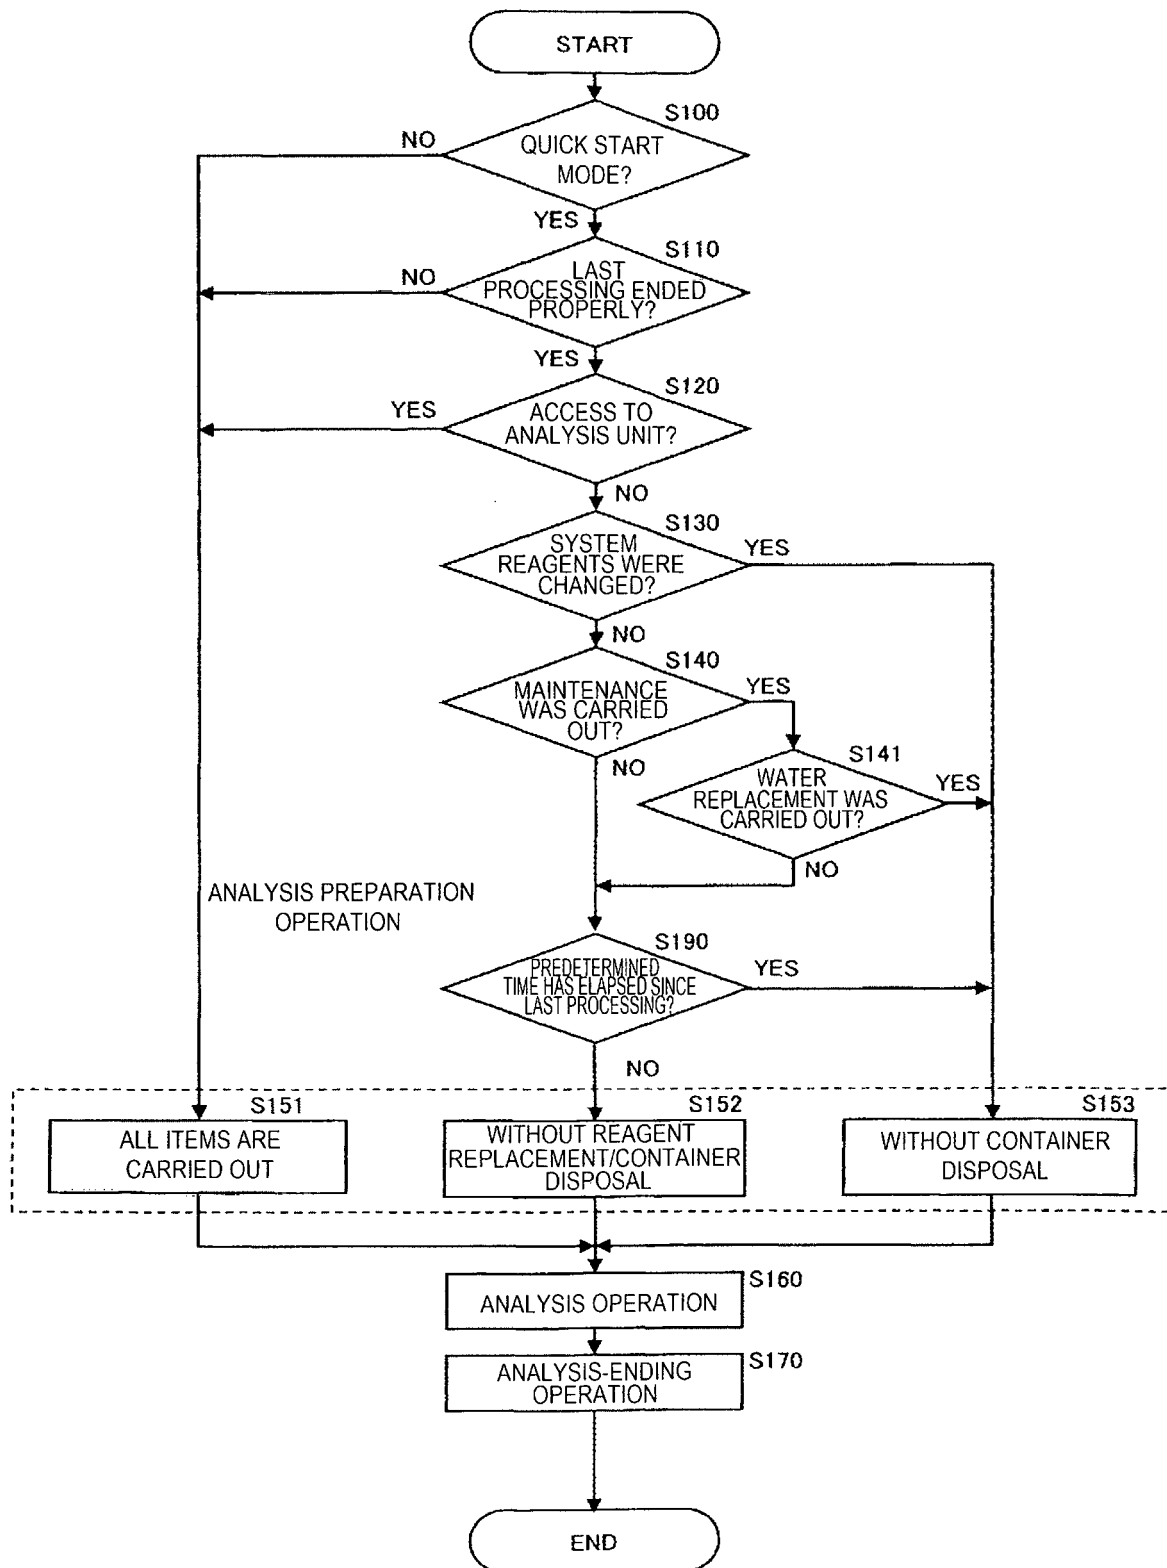 START
S100
NO
QUICK START
MODE?
YES
S110
NO
LAST
PROCESSING ENDED
PROPERLY?
YES
S120
YES
ACCESS TO
ANALYSIS UNIT?
NO
S130
YES
SYSTEM
REAGENTS WERE
CHANGED?
NO
S140
YES
MAINTENANCE
WAS CARRIED
OUT?
NO
S141
YES
WATER
REPLACEMENT WAS
CARRIED OUT?
NO
ANALYSIS PREPARATION
OPERATION
S190
YES
PREDETERMINED
TIME HAS ELAPSED SINCE
LAST PROCESSING?
NO
S151
ALL ITEMS ARE
CARRIED OUT
S152
WITHOUT REAGENT
REPLACEMENT/CONTAINER
DISPOSAL
S153
WITHOUT CONTAINER
DISPOSAL
S160
ANALYSIS OPERATION
S170
ANALYSIS-ENDING
OPERATION
END